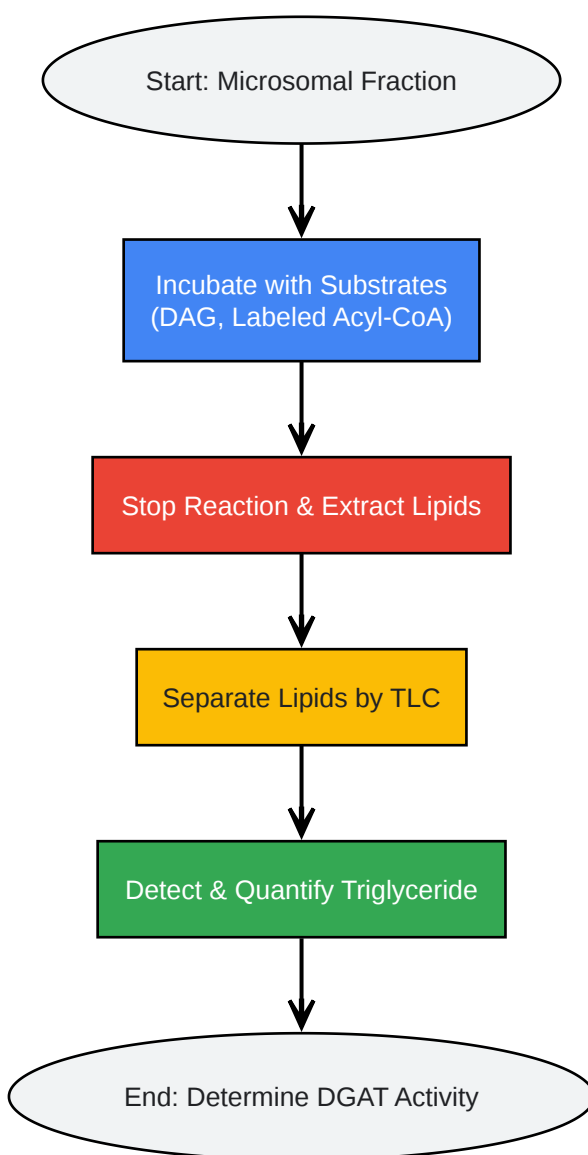 Start: Microsomal Fraction
Incubate with Substrates
(DAG, Labeled Acyl-CoA)
Stop Reaction & Extract Lipids
Separate Lipids by TLC
Detect & Quantify Triglyceride
End: Determine DGAT Activity